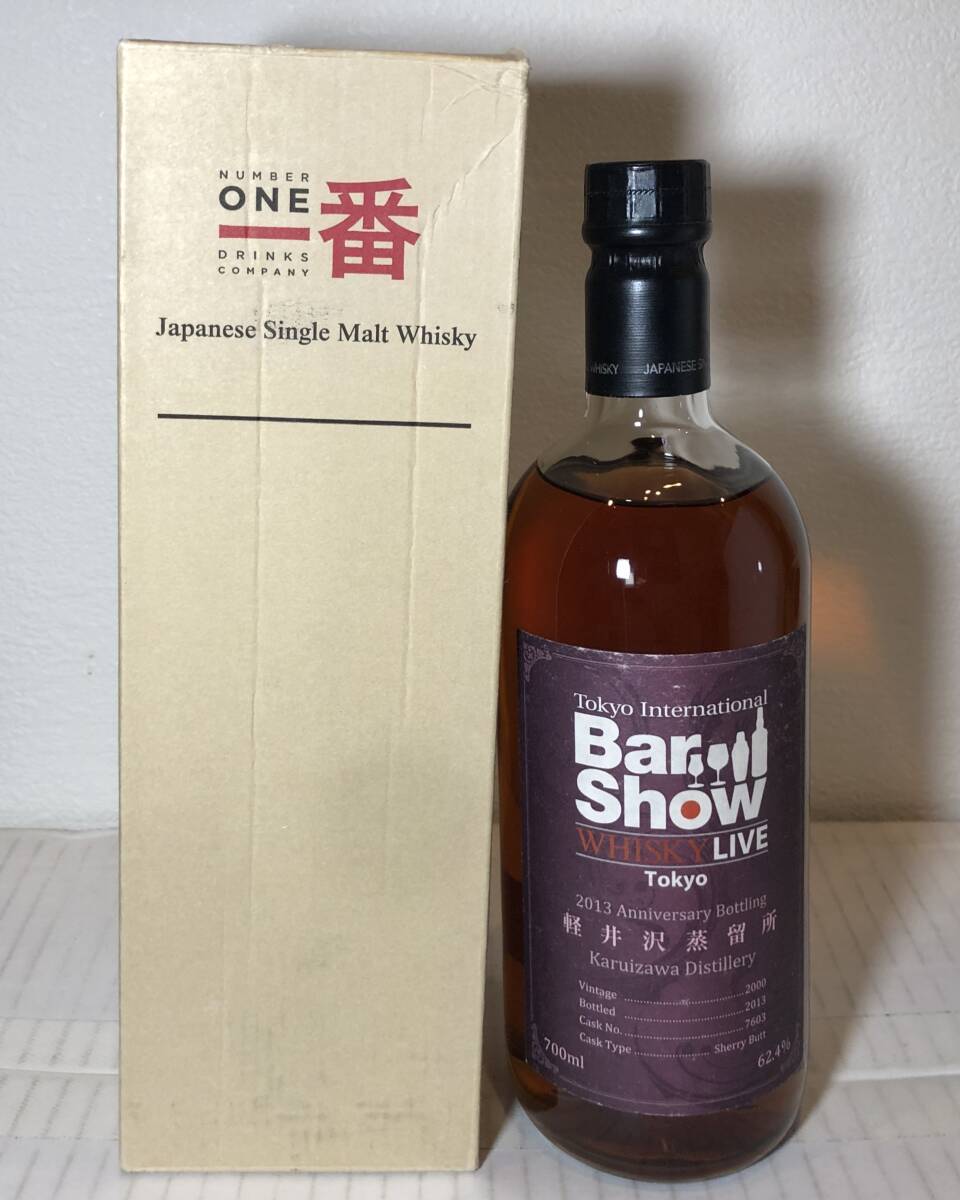 NUMBER
ONE
一番
DRINKS
COMPANY
Japanese Single Malt Whisky
WHISKY JAPANESE
Tokyo International
Bar
Show
WHISKY LIVE
Tokyo
2013 Anniversary Bottling
軽井沢蒸留所
Karuizawa Distillery
Vintage ........................ 2000
Bottled ........................ 2013
Cask No. ........................ 7603
Cask Type ................ Sherry Butt
700ml 62.4%